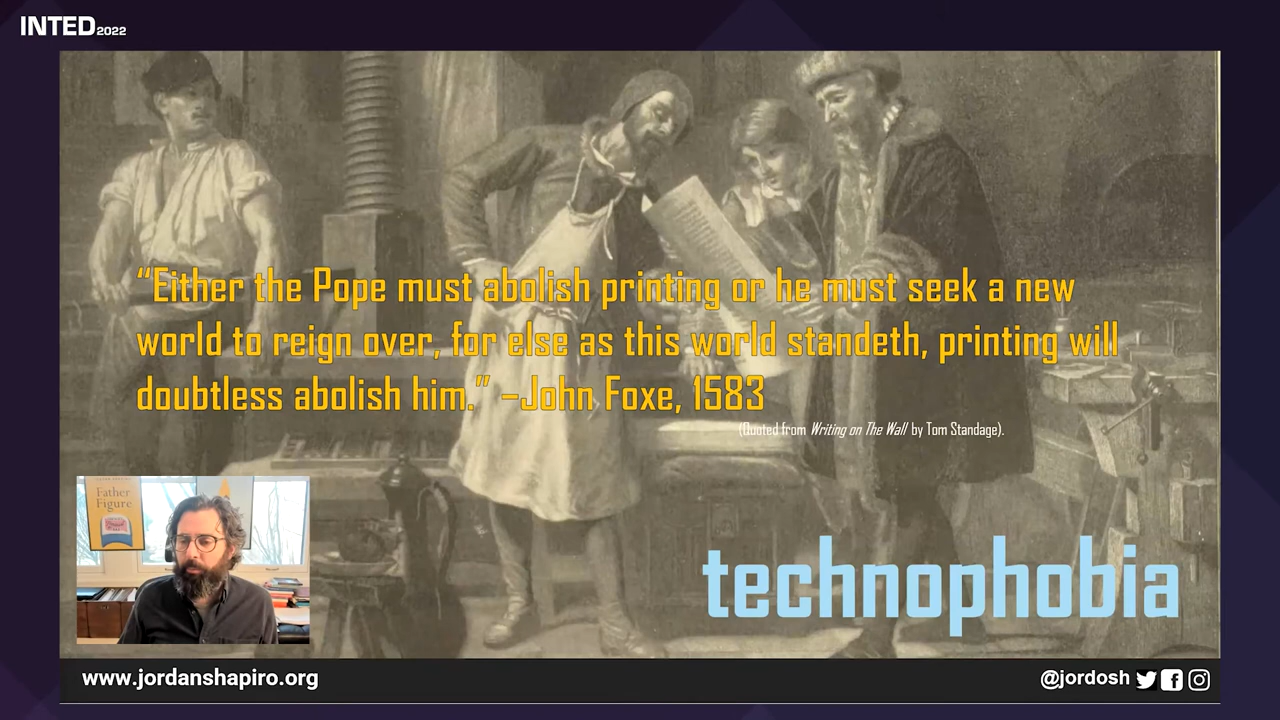 INTED2022
“Either the Pope must abolish printing or he must seek a new
world to reign over, for else as this world standeth, printing will
doubtless abolish him.” –John Foxe, 1583
(Quoted from Writing on The Wall by Tom Standage).
Father
Figure
technophobia
www.jordanshapiro.org
@jordosh